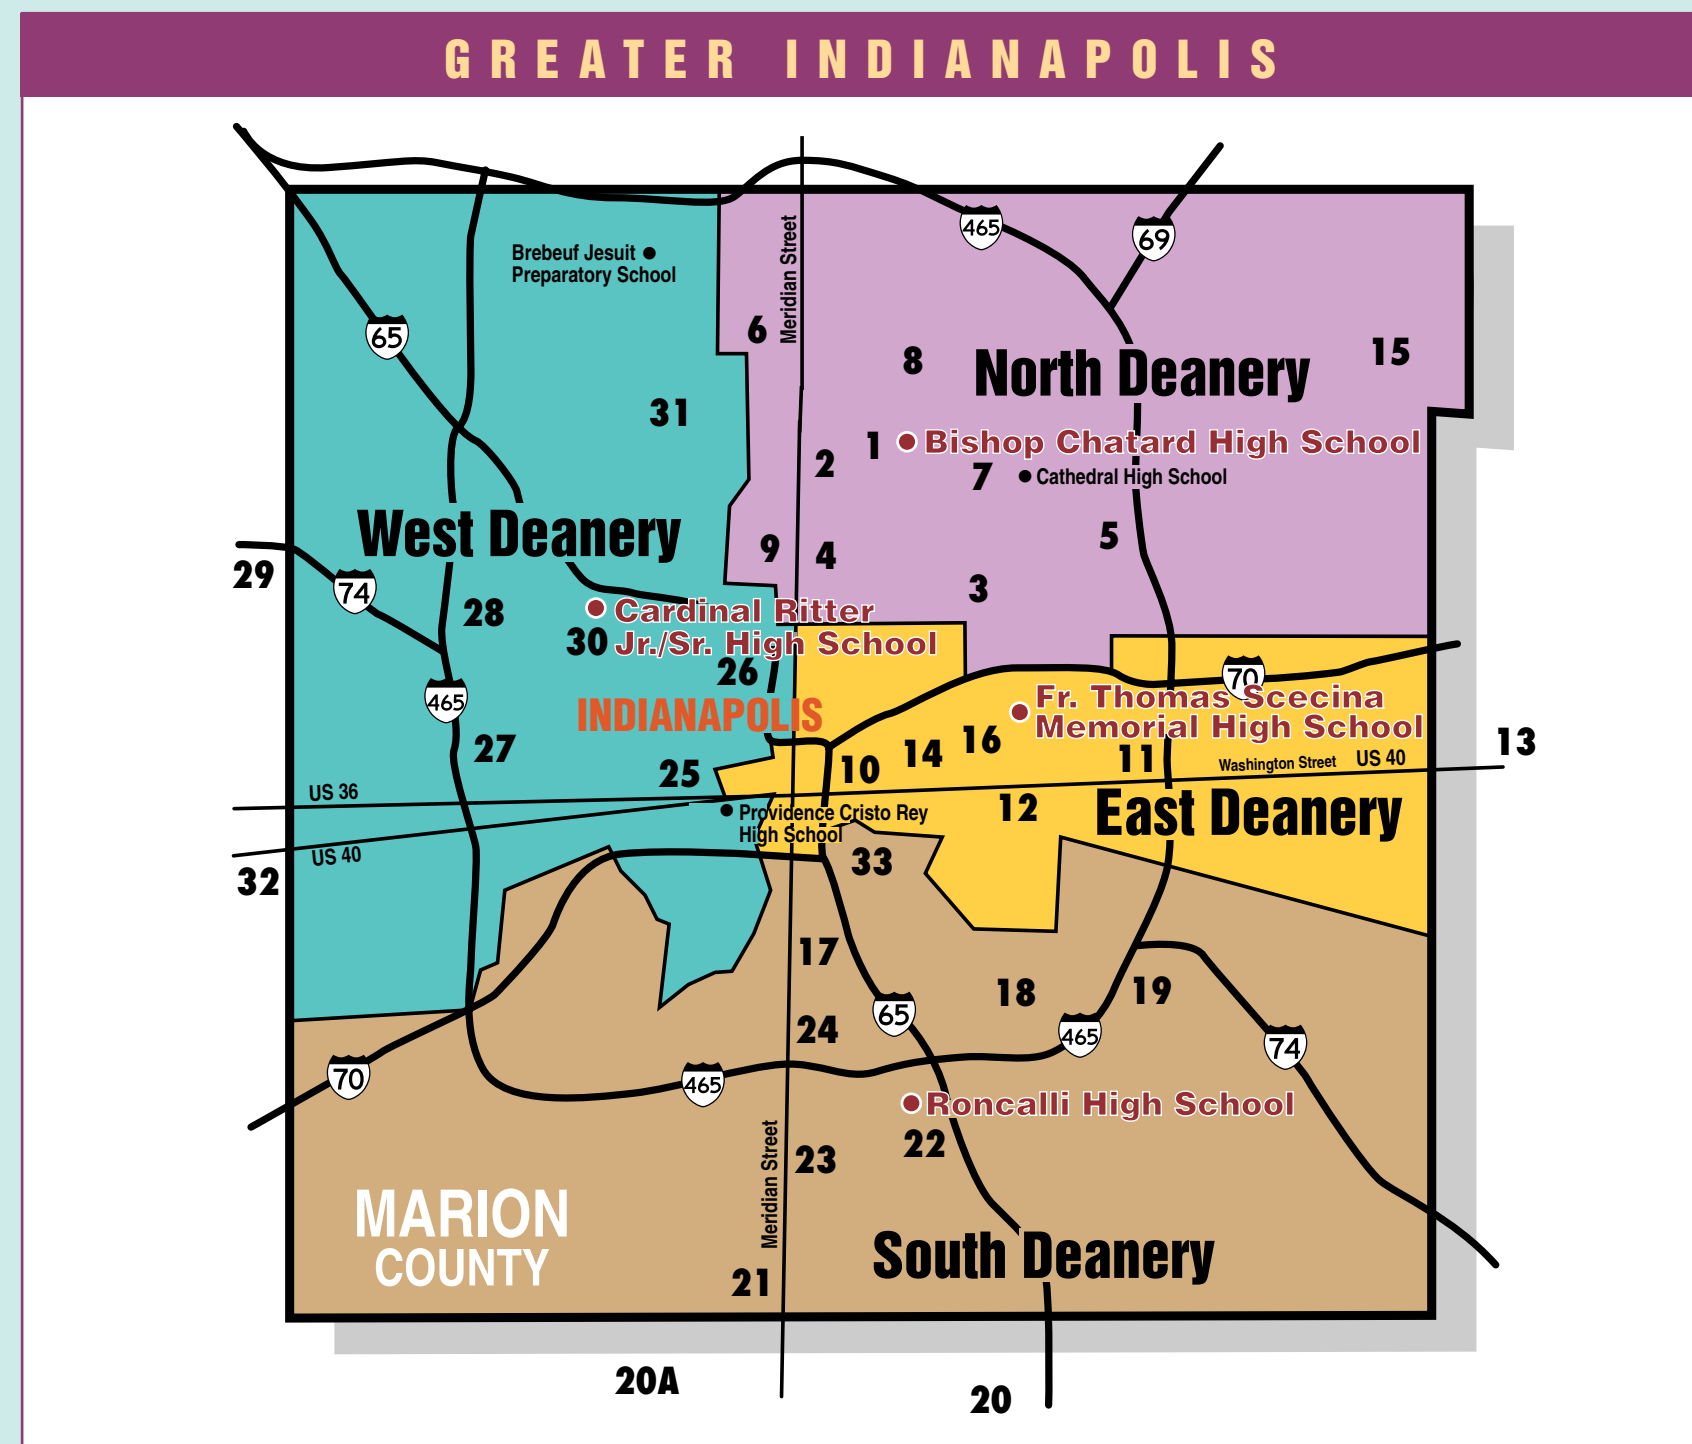 GREATER INDIANAPOLIS
Meridian Street
465
69
Brebeuf Jesuit
Preparatory School
65
6
8
North Deanery
15
31
1
Bishop Chatard High School
2
7
Cathedral High School
West Deanery
5
9
4
29
74
3
28
Cardinal Ritter
30
Jr./Sr. High School
26
70
465
Fr. Thomas Scecina
Memorial High School
INDIANAPOLIS
27
16
14
11
13
25
10
Washington Street
US 40
US 36
12
East Deanery
Providence Cristo Rey
High School
US 40
32
33
17
18
19
65
24
465
74
70
465
Roncalli High School
22
23
Meridian Street
MARION
COUNTY
South Deanery
21
20A
20